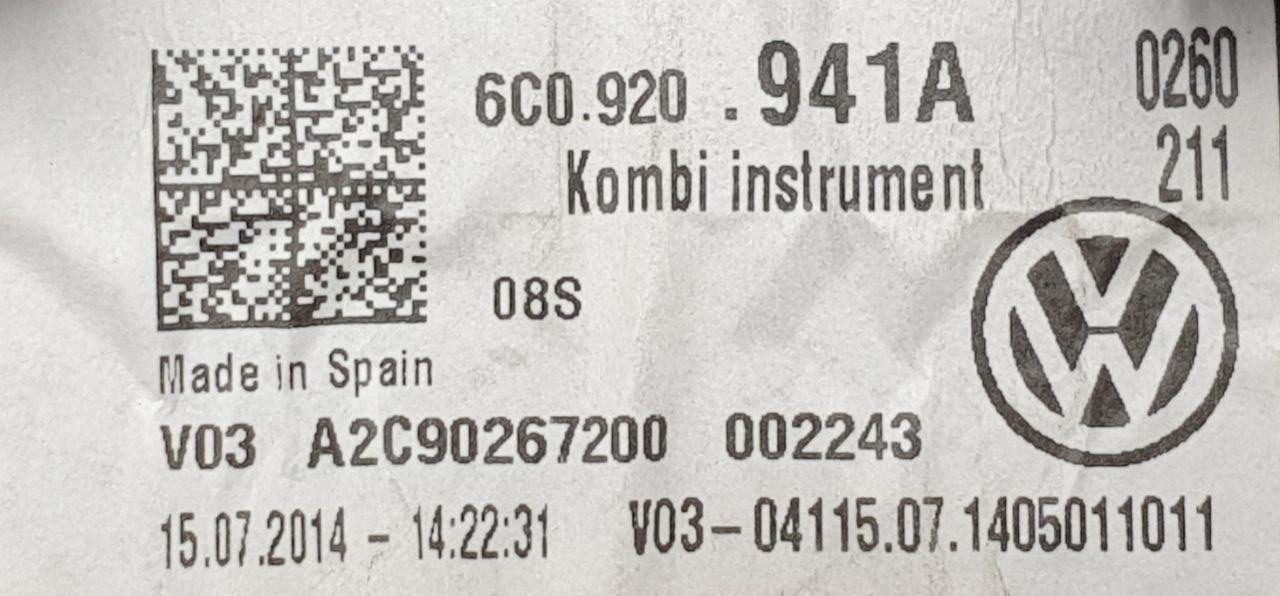 6C0.920 .941A 0260
Kombi instrument 211
08S
Made in Spain
V03 A2C90267200 002243
15.07.2014 - 14:22:31 V03-04115.07.1405011011